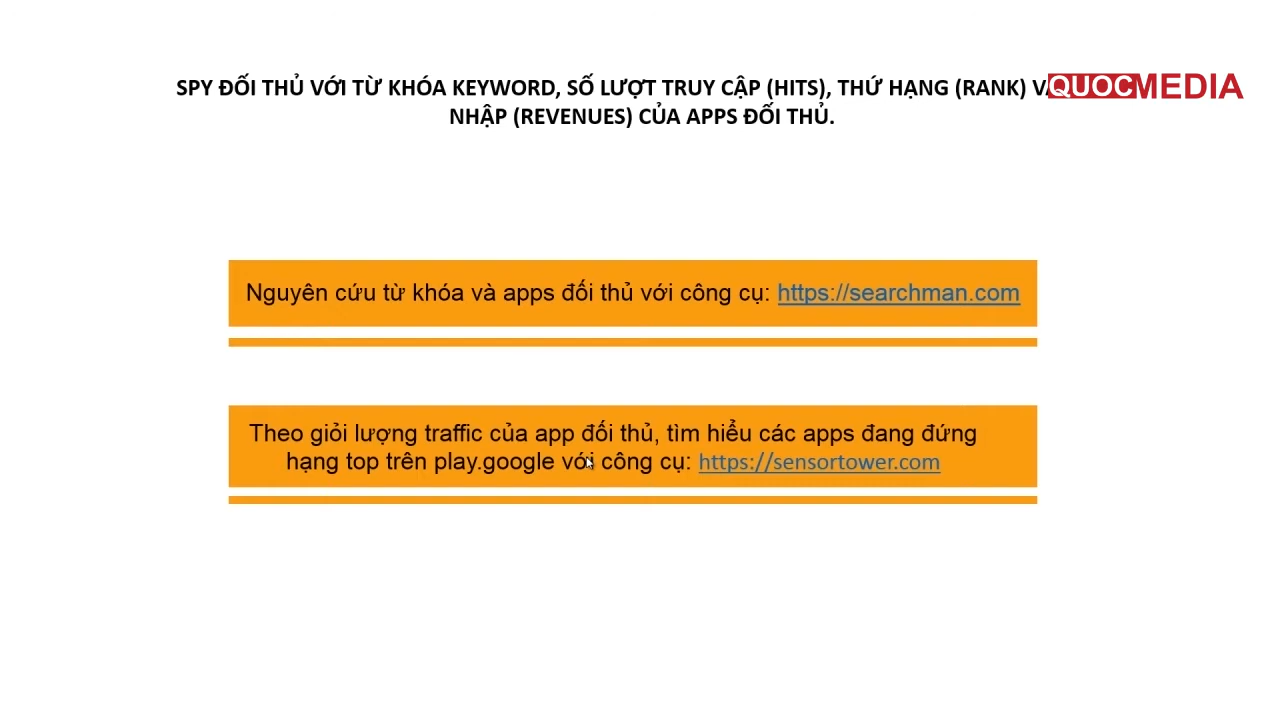 SPY ĐỐI THỦ VỚI TỪ KHÓA KEYWORD, SỐ LƯỢT TRUY CẬP (HITS), THỨ HẠNG (RANK)
QUOCMEDIA
NHẬP (REVENUES) CỦA APPS ĐỐI THỦ.
Nguyên cứu từ khóa và apps đối thủ với công cụ: https://searchman.com
Theo giỏi lượng traffic của app đối thủ, tìm hiểu các apps đang đứng
hạng top trên play.google với công cụ: https://sensortower.com